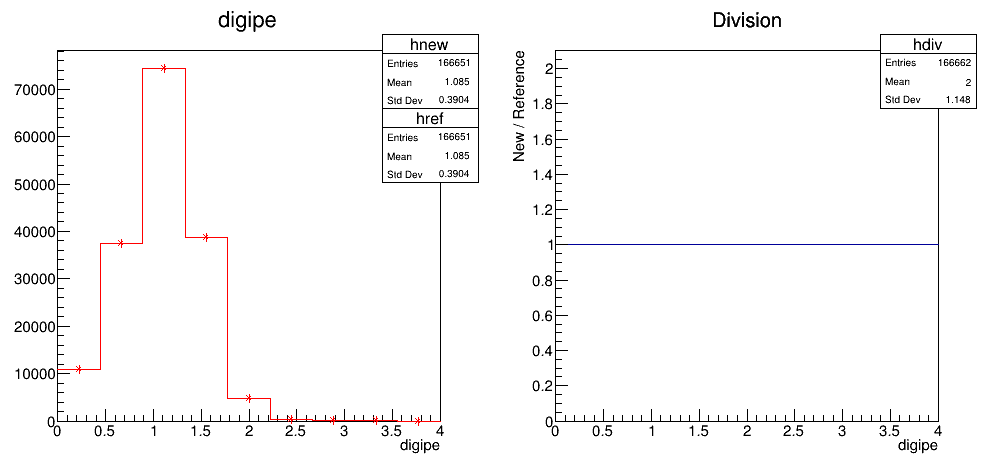 digipe
hnew
Entries 166651
Mean 1.085
Std Dev 0.3904
href
Entries 166651
Mean 1.085
Std Dev 0.3904
70000
60000
50000
40000
30000
20000
10000
0
0 0.5 1 1.5 2 2.5 3 3.5 4
digipe
Division
hdiv
Entries 166662
Mean 2
Std Dev 1.148
New / Reference
2
1.8
1.6
1.4
1.2
1
0.8
0.6
0.4
0.2
0
0 0.5 1 1.5 2 2.5 3 3.5 4
digipe